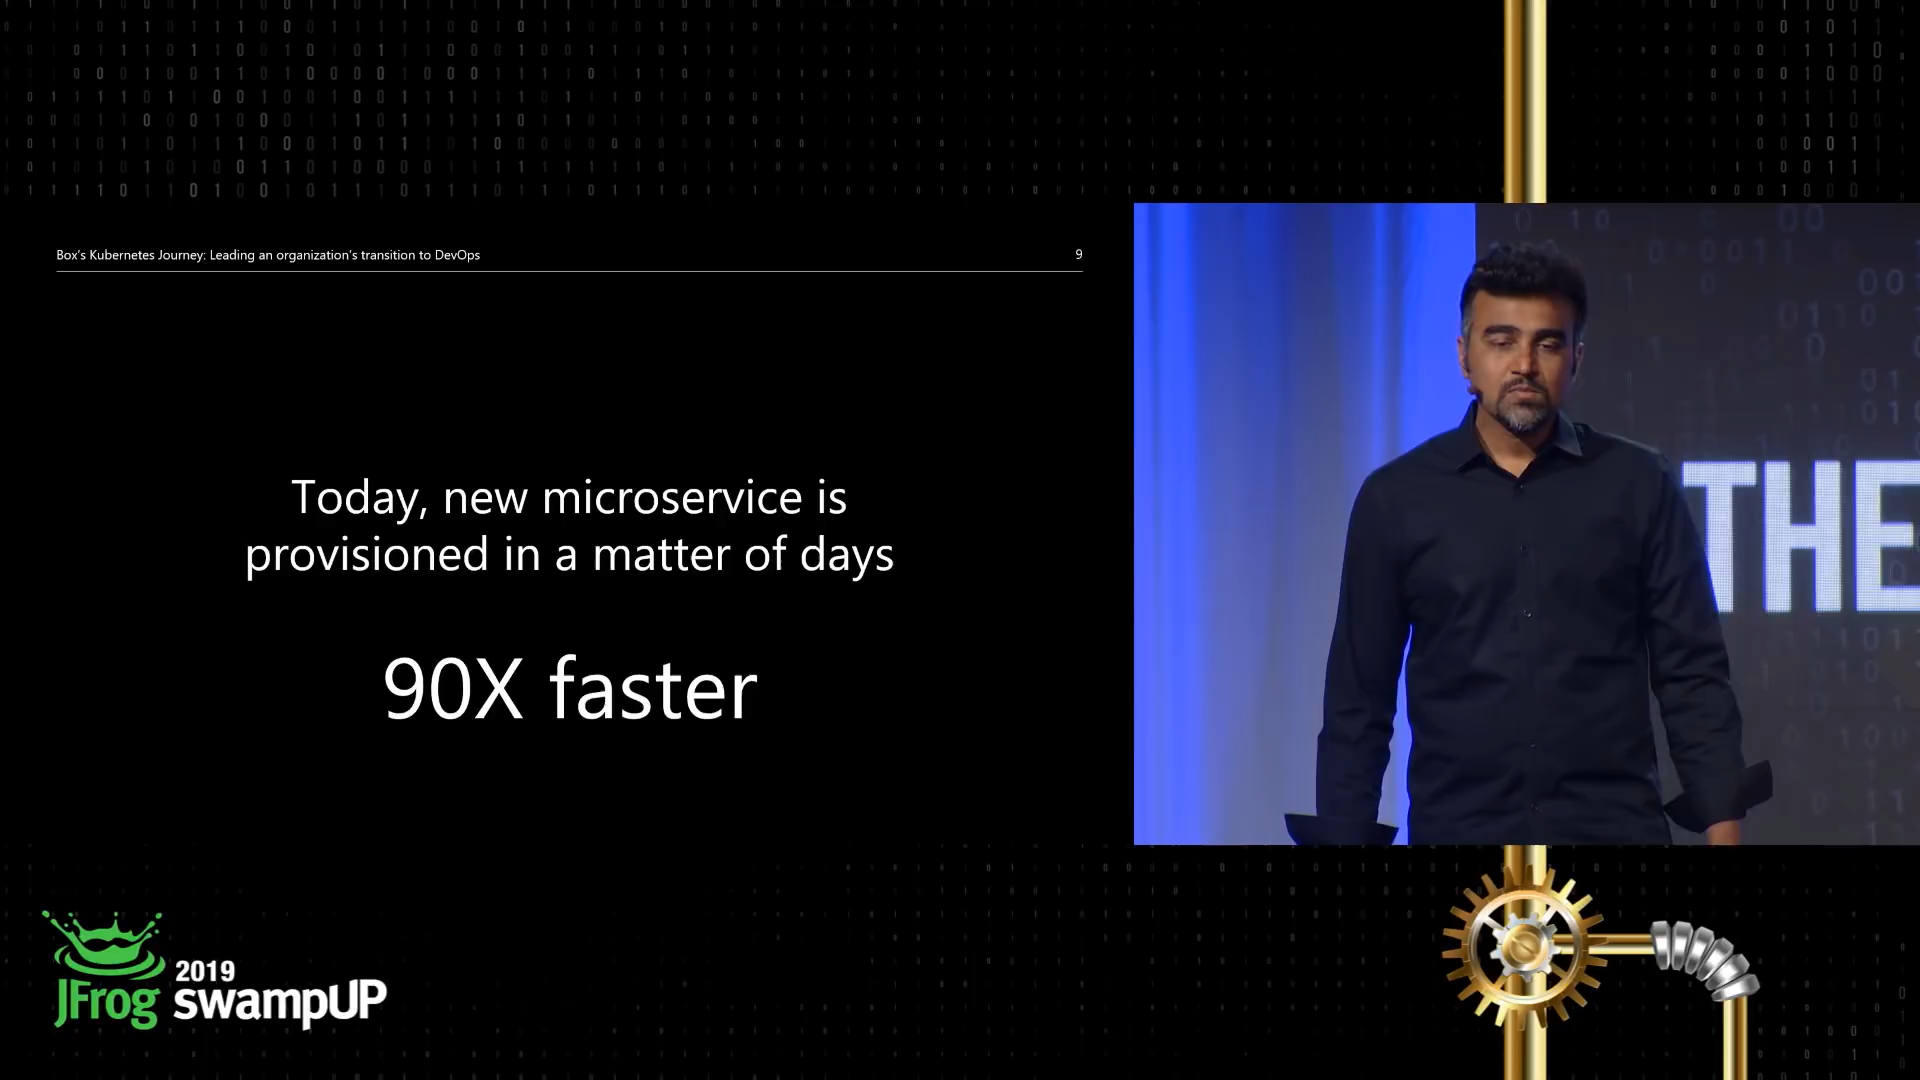 Box's Kubernetes Journey: Leading an organization's transition to DevOps
9
Today, new microservice is
provisioned in a matter of days
90X faster
THE
JFrog
2019
swampUP